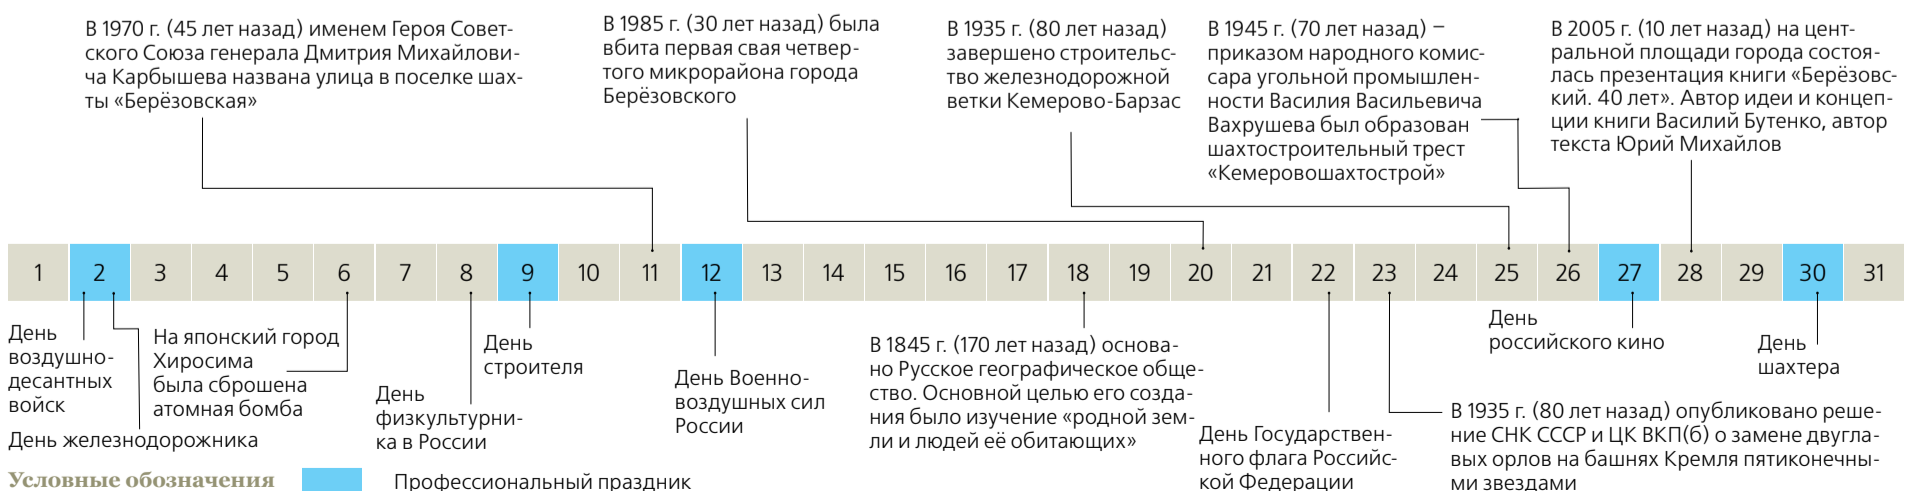 В 1970 г. (45 лет назад) именем Героя Совет-
ского Союза генерала Дмитрия Михайлови-
ча Карбышева названа улица в поселке шах-
ты «Берёзовская»
В 1985 г. (30 лет назад) была
вбита первая свая четвер-
того микрорайона города
Берёзовского
В 1935 г. (80 лет назад)
завершено строительс-
тво железнодорожной
ветки Кемерово-Барзас
В 1945 г. (70 лет назад) –
приказом народного комис-
сара угольной промышлен-
ности Василия Васильевича
Вахрушева был образован
шахтостроительный трест
«Кемеровошахтострой»
В 2005 г. (10 лет назад) на цент-
ральной площади города состоя-
лась презентация книги «Берёзовс-
кий. 40 лет». Автор идеи и концеп-
ции книги Василий Бутенко, автор
текста Юрий Михайлов
1 2 3 4 5 6 7 8 9 10 11 12 13 14 15 16 17 18 19 20 21 22 23 24 25 26 27 28 29 30 31
День
воздушно-
десантных
войск
День железнодорожника
На японский город
Хиросима
была сброшена
атомная бомба
День
физкультурни-
ка в России
День
строителя
День Военно-
воздушных сил
России
В 1845 г. (170 лет назад) основа-
но Русское географическое обще-
ство. Основной целью его созда-
ния было изучение «родной зем-
ли и людей её обитающих»
День Государствен-
ного флага Российс-
кой Федерации
В 1935 г. (80 лет назад) опубликовано реше-
ние СНК СССР и ЦК ВКП(б) о замене двугла-
вых орлов на башнях Кремля пятиконечны-
ми звездами
День
российского кино
День
шахтера
Условные обозначения
Профессиональный праздник